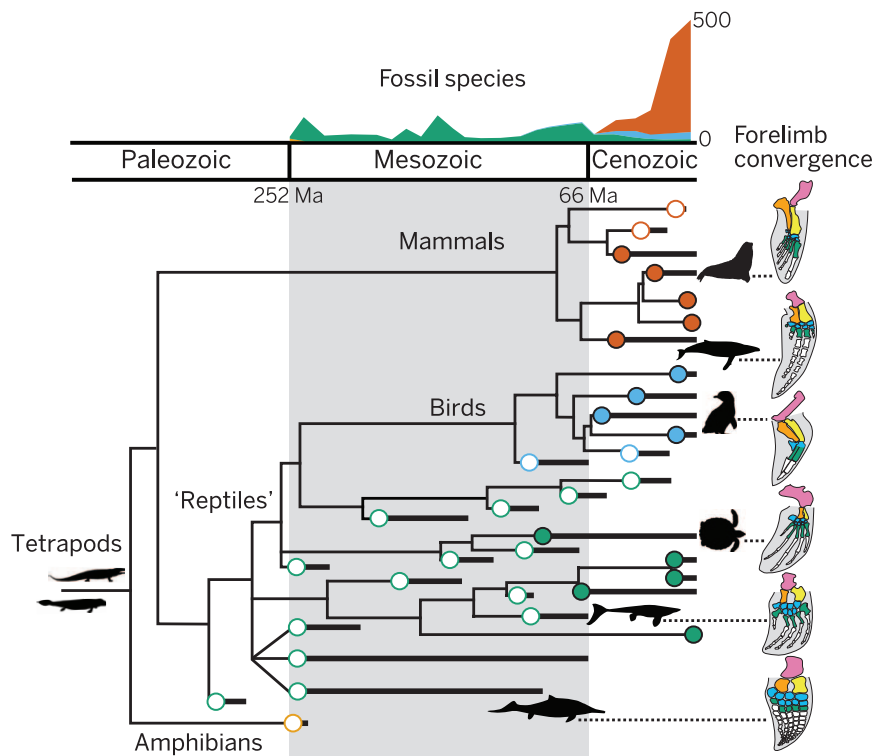 500
Fossil species
0
Forelimb
convergence
Paleozoic
Mesozoic
Cenozoic
252 Ma
66 Ma
Mammals
Birds
‘Reptiles’
Tetrapods
Amphibians